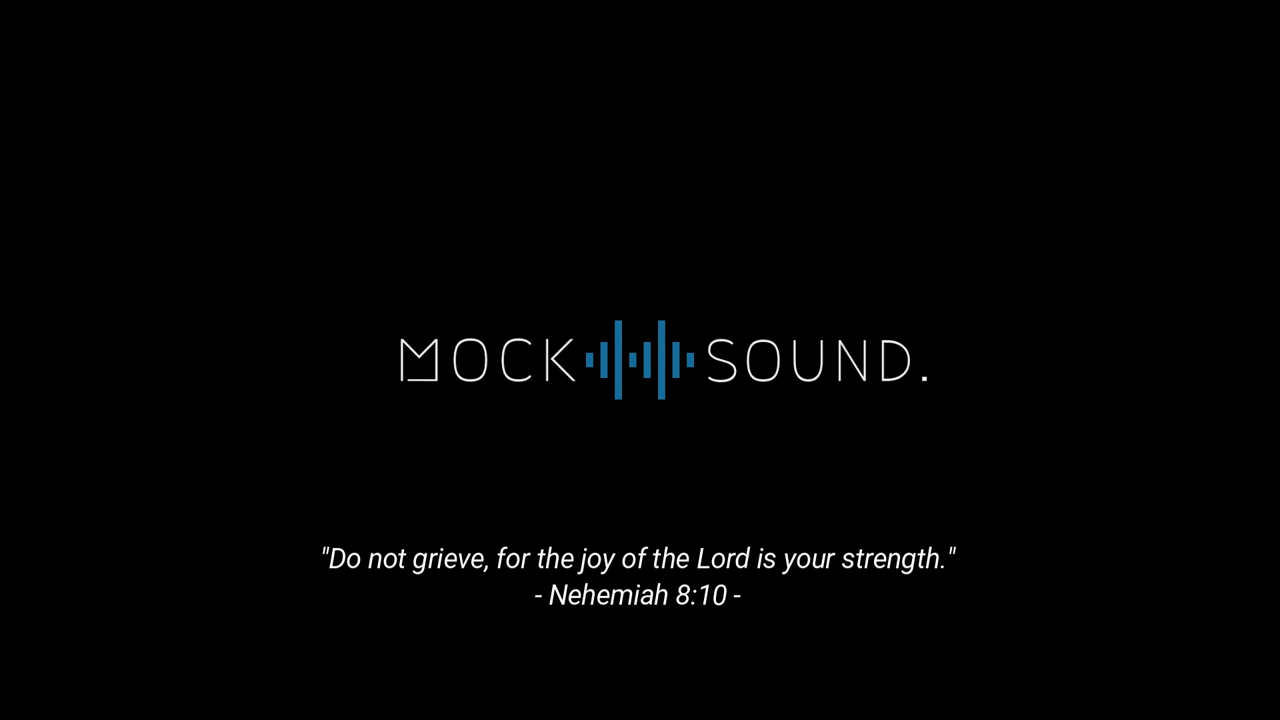 MOCK SOUND.
"Do not grieve, for the joy of the Lord is your strength."
- Nehemiah 8:10 -